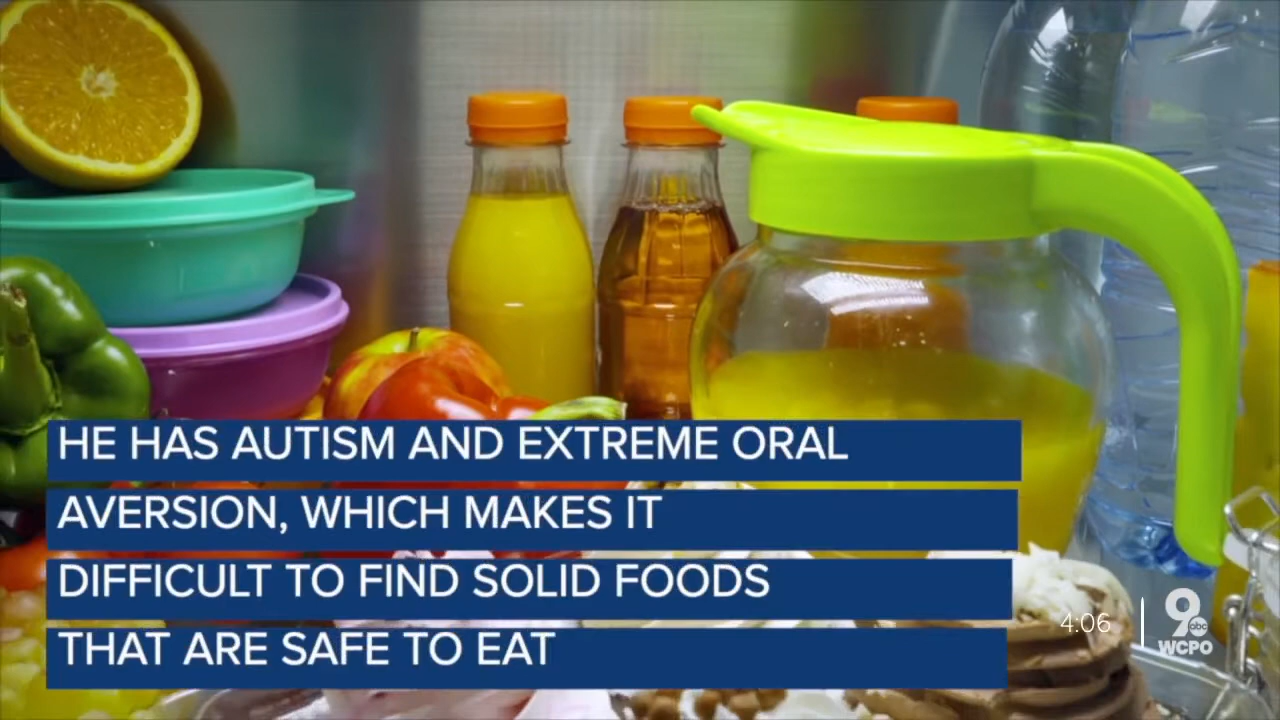 HE HAS AUTISM AND EXTREME ORAL
AVERSION, WHICH MAKES IT
DIFFICULT TO FIND SOLID FOODS
THAT ARE SAFE TO EAT
4:06
9
abc
WCPO